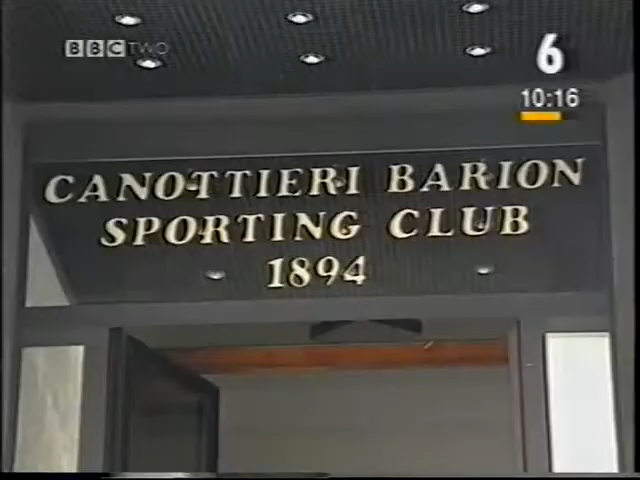 BBC TWO
6
10:16
CANOTTIERI BARION
SPORTING CLUB
1894